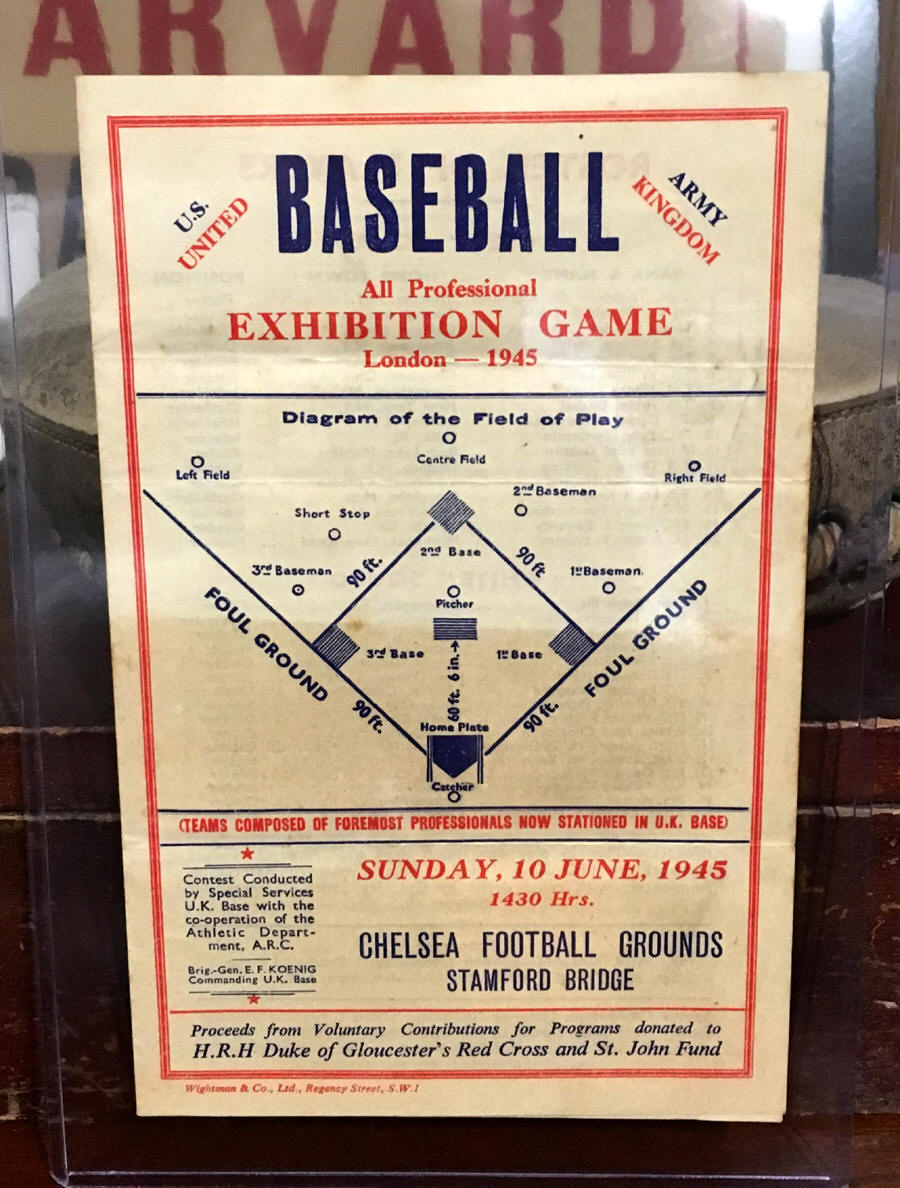 ARVARD
U.S. ARMY
BASEBALL
UNITED KINGDOM
All Professional
EXHIBITION GAME
London — 1945
Diagram of the Field of Play
Centre Field
Left Field
Right Field
2nd Baseman
Short Stop
2nd Base
90 ft.
90 ft
3rd Baseman
1st Baseman.
Pitcher
FOUL GROUND
FOUL GROUND
3rd Base
1st Base
60 ft. 6 in.
90 ft.
90 ft.
Home Plate
Catcher
(TEAMS COMPOSED OF FOREMOST PROFESSIONALS NOW STATIONED IN U.K. BASE)
Contest Conducted
by Special Services
U.K. Base with the
co-operation of the
Athletic Depart-
ment, A.R.C.
Brig.-Gen. E. F. KOENIG
Commanding U.K. Base
SUNDAY, 10 JUNE, 1945
1430 Hrs.
CHELSEA FOOTBALL GROUNDS
STAMFORD BRIDGE
Proceeds from Voluntary Contributions for Programs donated to
H.R.H Duke of Gloucester's Red Cross and St. John Fund
Wightman & Co., Ltd., Regency Street, S.W.1